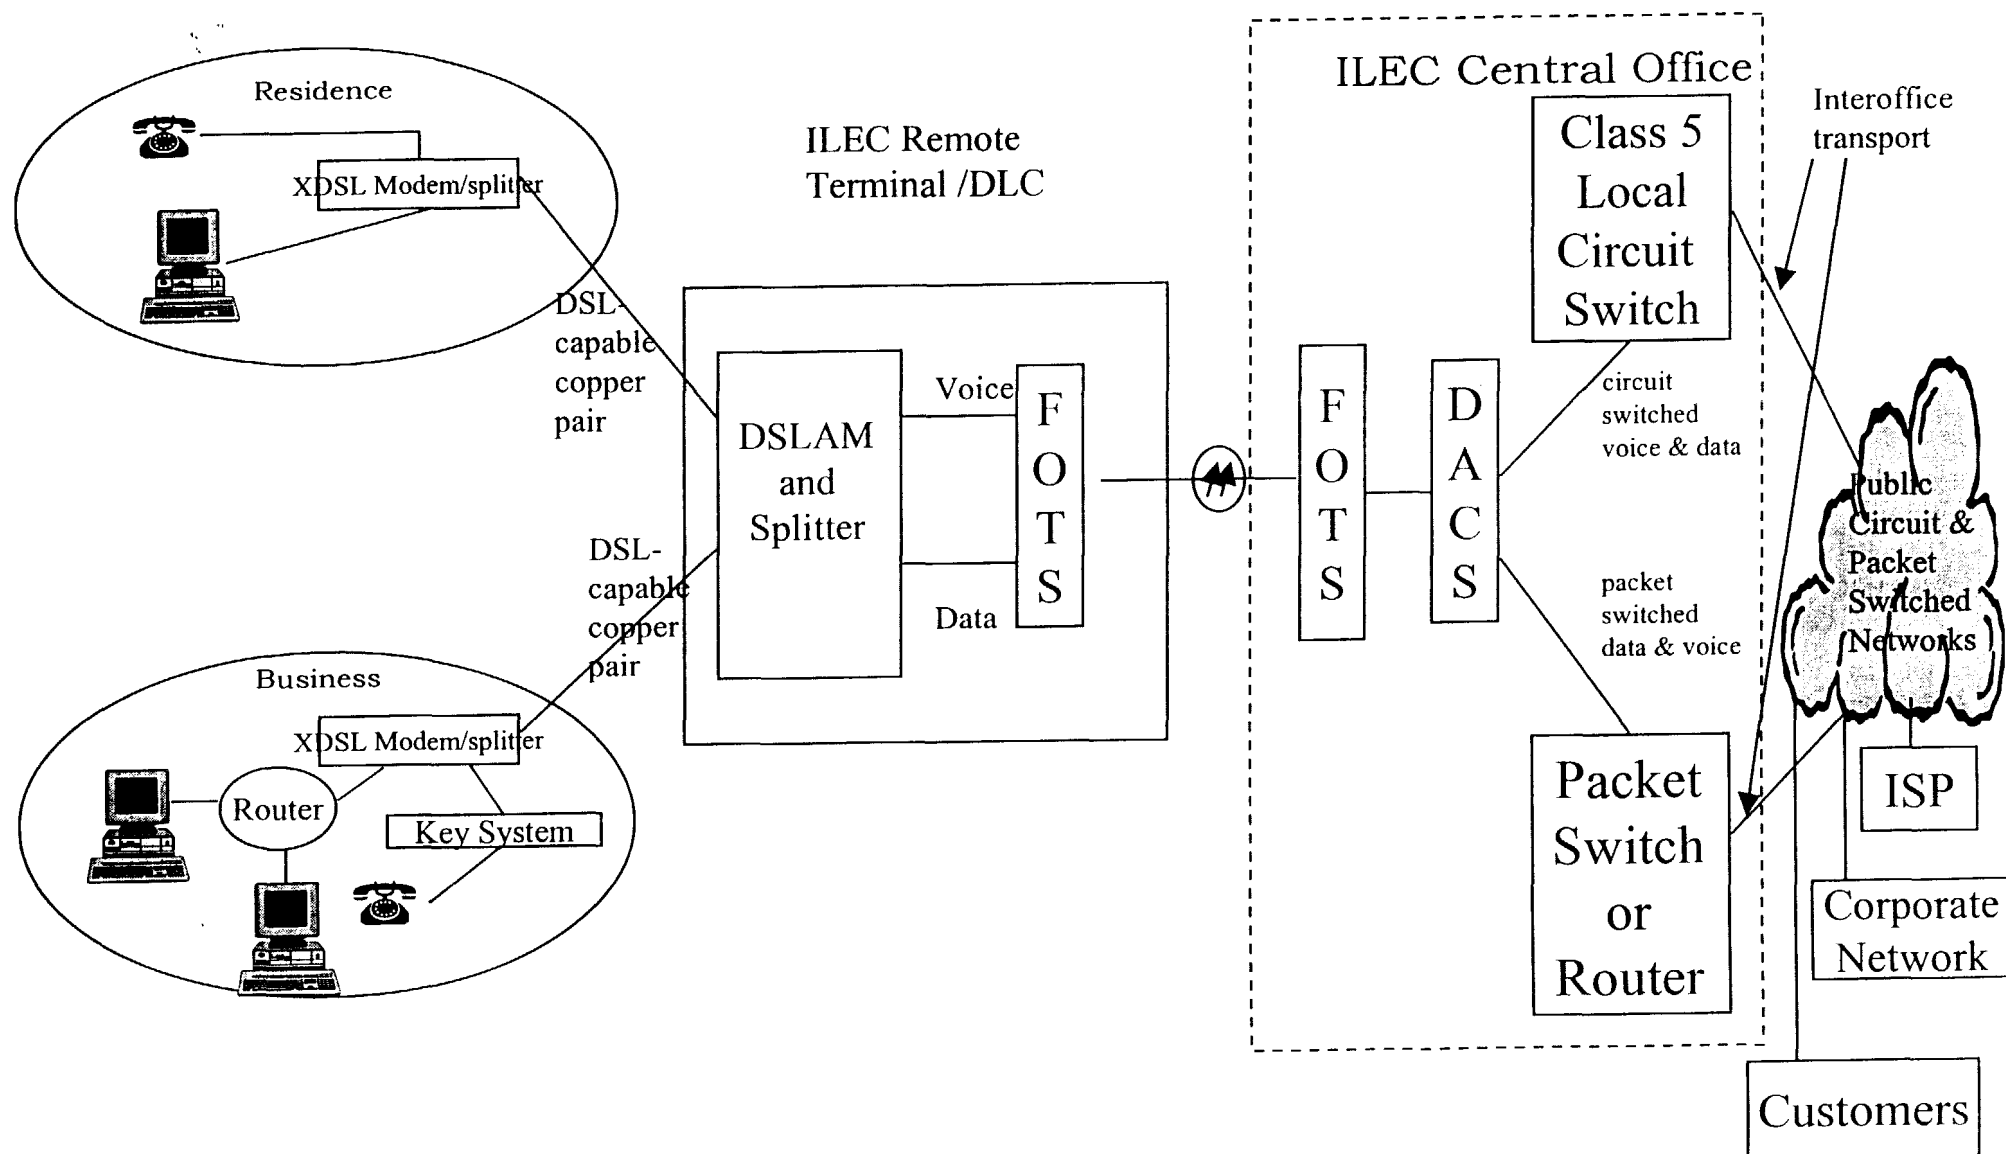 Residence
XDSL Modem/splitter
DSL-
capable
copper
pair
ILEC Remote
Terminal /DLC
DSLAM
and
Splitter
Voice
Data
F
O
T
S
DSL-
capable
copper
pair
Business
XDSL Modem/splitter
Router
Key System
ILEC Central Office
F
O
T
S
D
A
C
S
Class 5
Local
Circuit
Switch
circuit
switched
voice & data
packet
switched
data & voice
Packet
Switch
or
Router
Interoffice
transport
Public
Circuit &
Packet
Switched
Networks
ISP
Corporate
Network
Customers